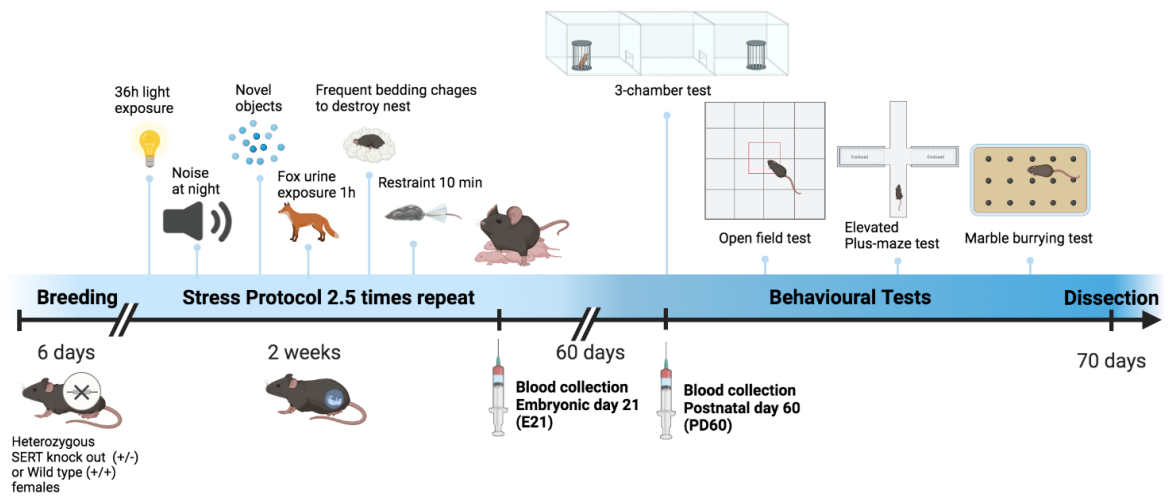 36h light
exposure
Noise
at night
Novel
objects
Fox urine
exposure 1h
Frequent bedding chages
to destroy nest
Restraint 10 min
3-chamber test
Open field test
Enclosed
Enclosed
Elevated
Plus-maze test
Marble burrying test
Breeding
Stress Protocol 2.5 times repeat
Behavioural Tests
Dissection
6 days
2 weeks
60 days
70 days
Heterozygous
SERT knock out (+/-)
or Wild type (+/+)
females
Blood collection
Embryonic day 21
(E21)
Blood collection
Postnatal day 60
(PD60)